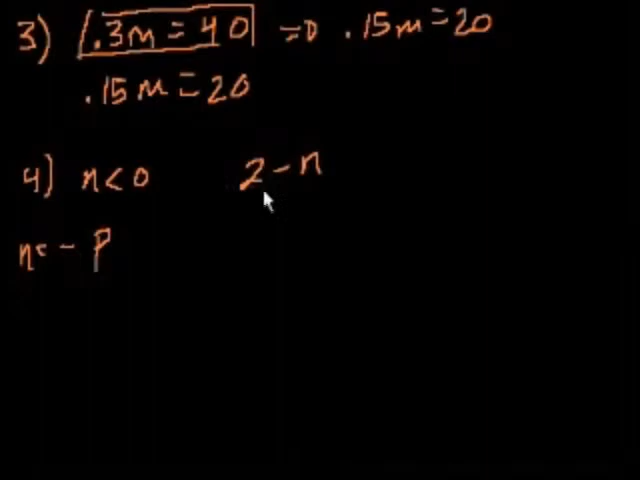 3) .3m = 40 => .15m = 20
.15m = 20
4) n < 0 2 - n
n = - P